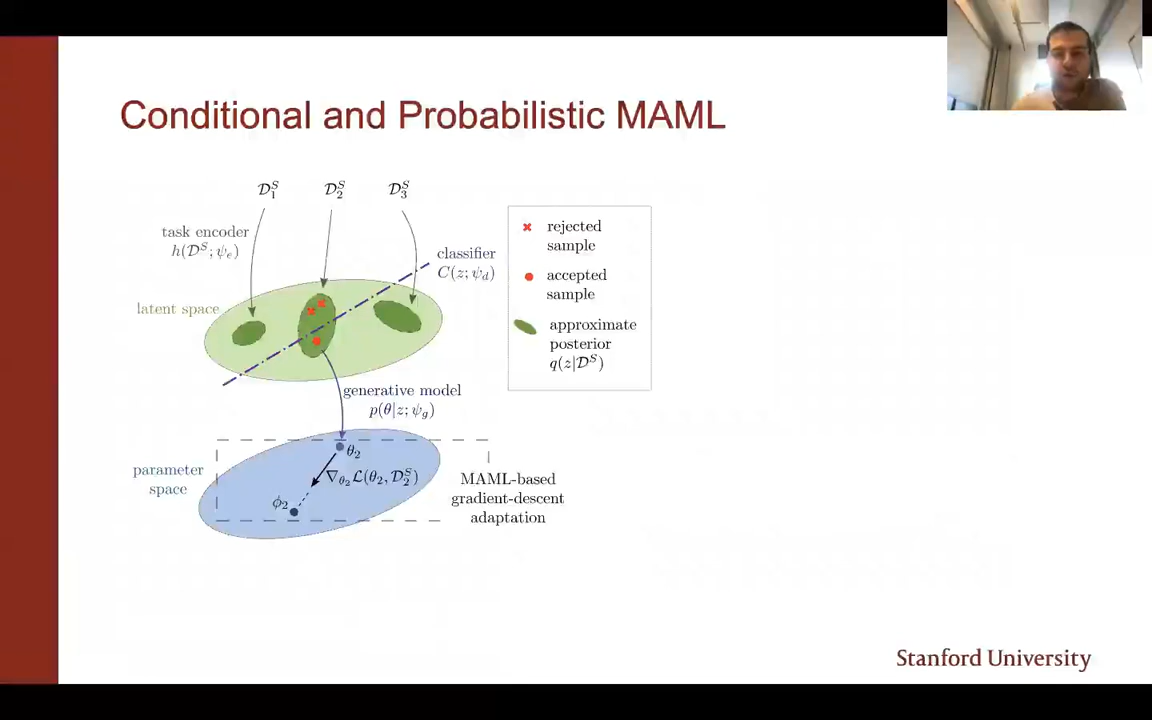 Conditional and Probabilistic MAML
𝒟₁ˢ 𝒟₂ˢ 𝒟₃ˢ
task encoder
h(𝒟ˢ; ψₑ)
classifier
C(z; ψ_d)
latent space
generative model
p(θ|z; ψ_g)
θ₂
∇_θ₂ ℒ(θ₂, 𝒟₂ˢ)
ϕ₂
parameter
space
MAML-based
gradient-descent
adaptation
rejected
sample
accepted
sample
approximate
posterior
q(z|𝒟ˢ)
Stanford University